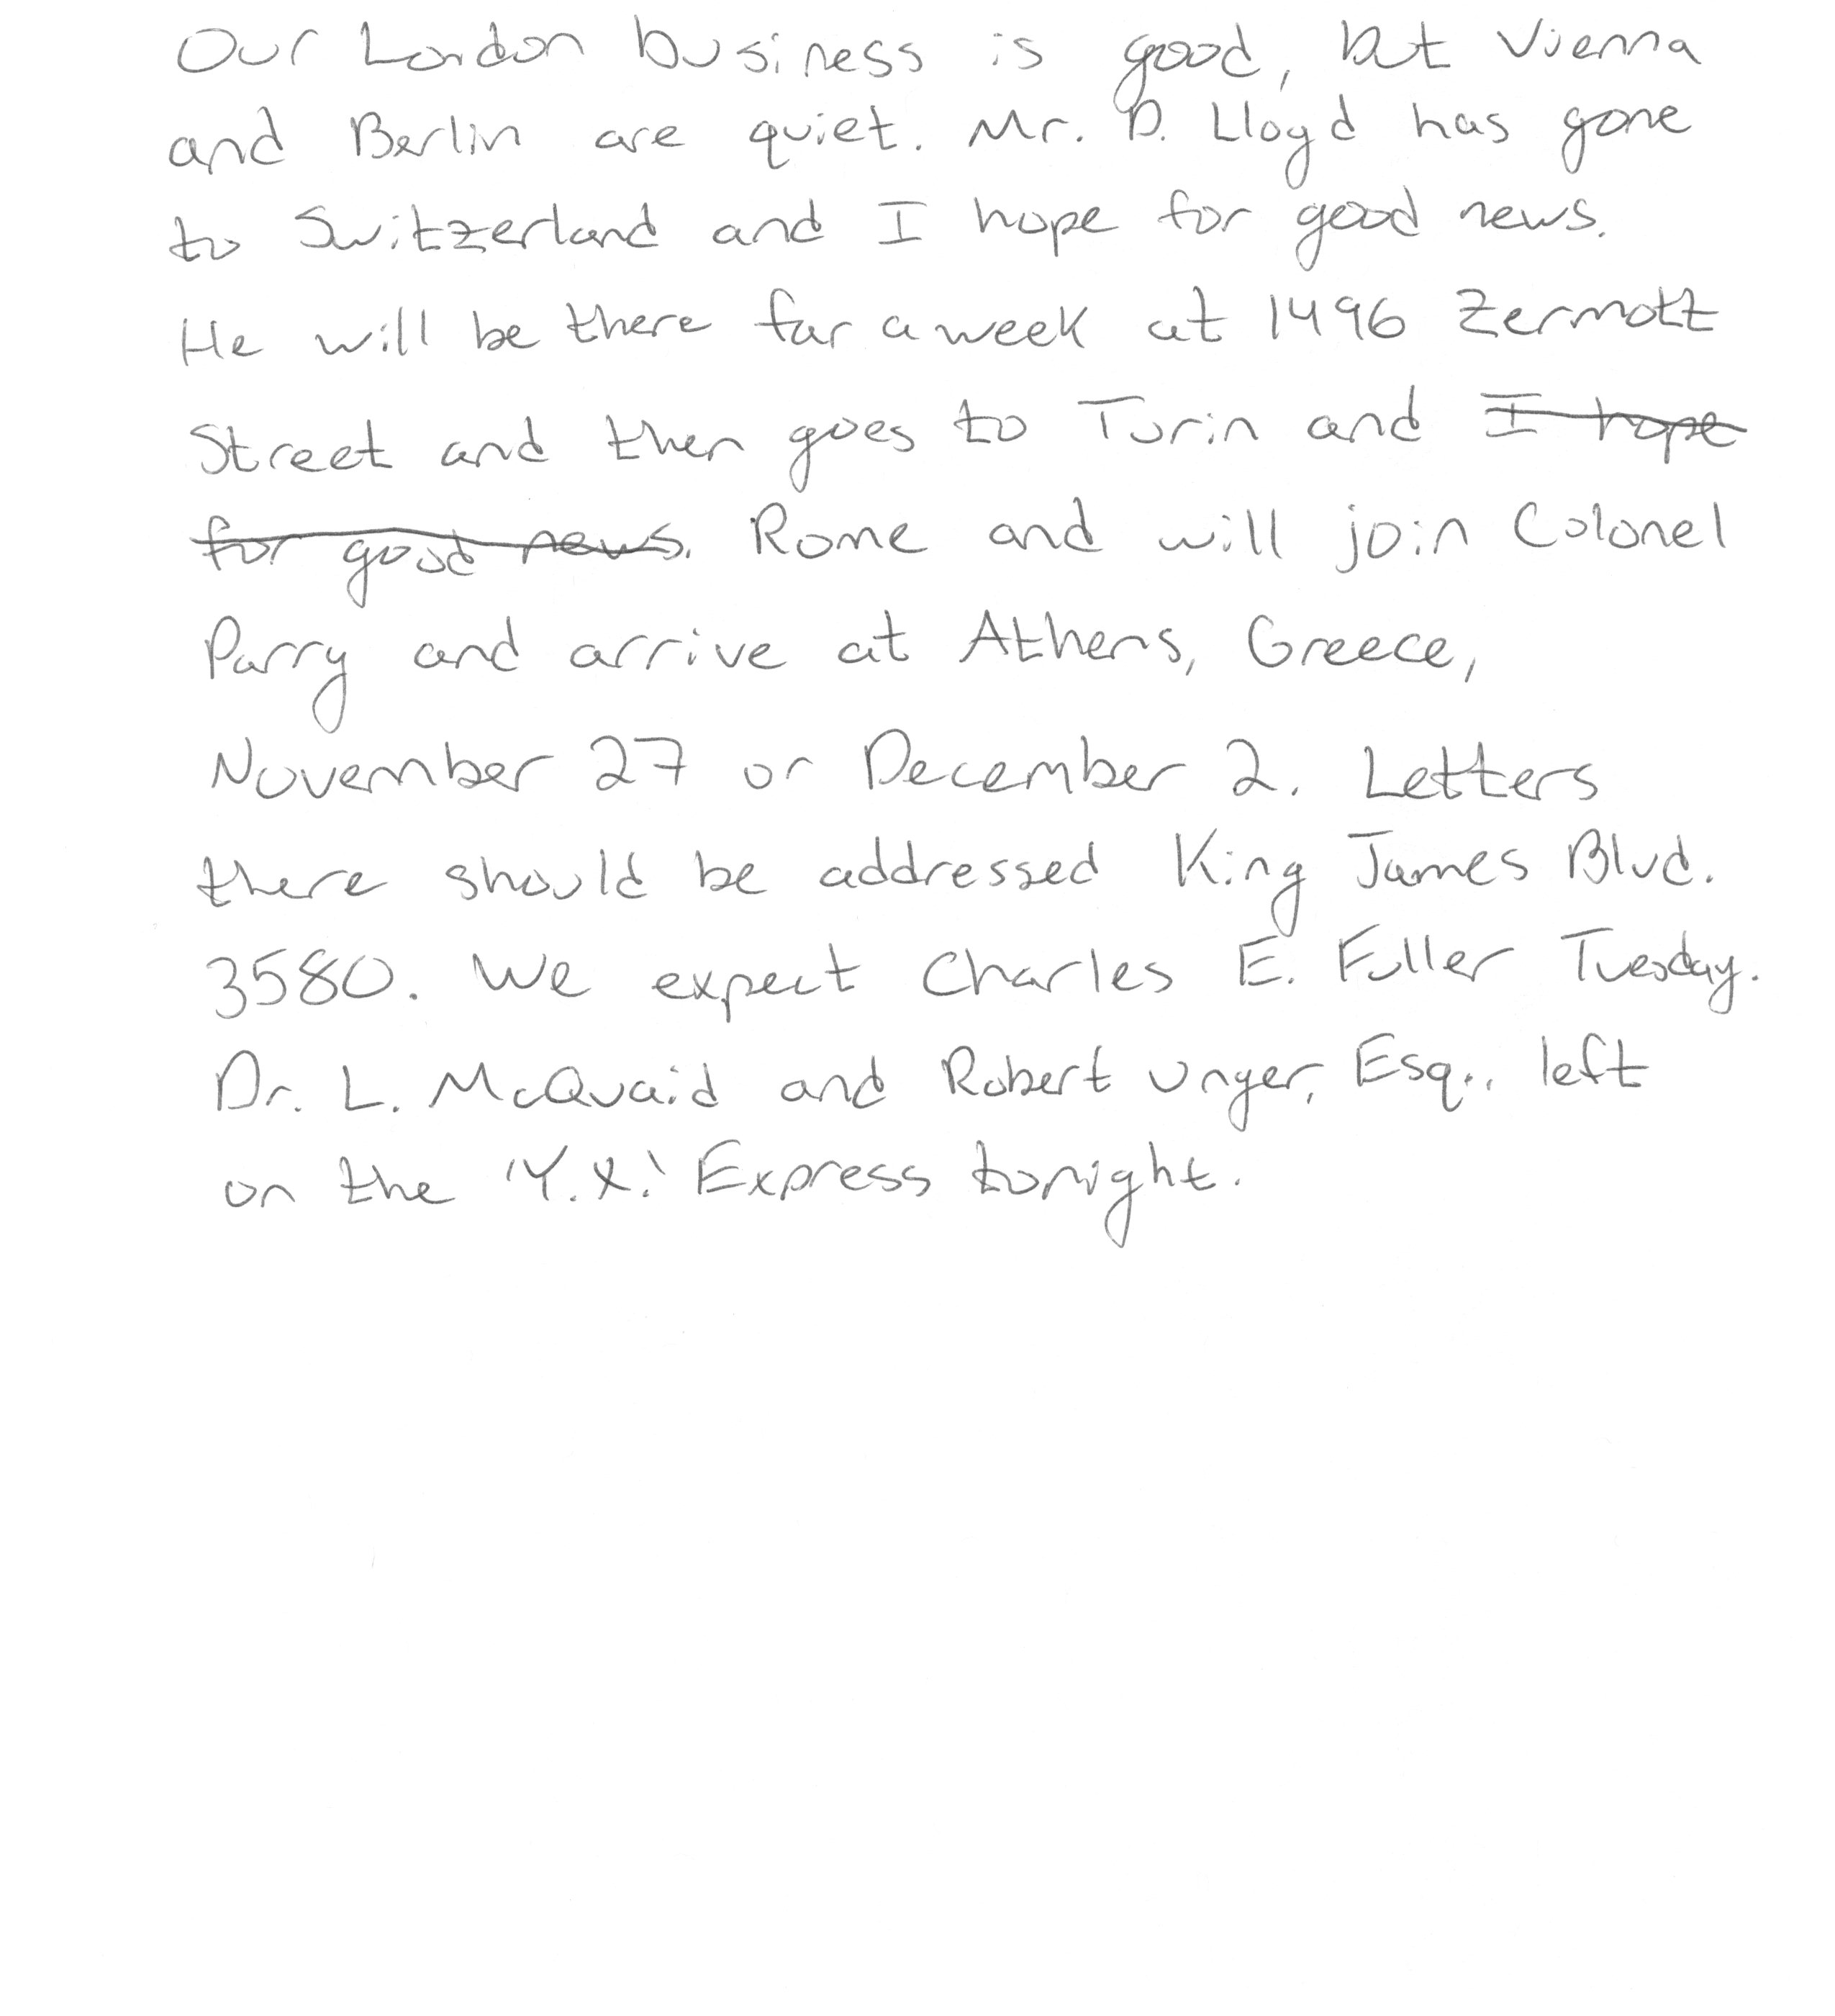 Our London business is good, but Vienna
and Berlin are quiet. Mr. D. Lloyd has gone
to Switzerland and I hope for good news.
He will be there for a week at 1496 Zermott
Street and then goes to Turin and I hope
for good news. Rome and will join Colonel
Parry and arrive at Athens, Greece,
November 27 or December 2. Letters
there should be addressed King James Blvd.
3580. We expect Charles E. Fuller Tuesday.
Dr. L. McQuaid and Robert Unger, Esq., left
on the 'Y.X.' Express tonight.